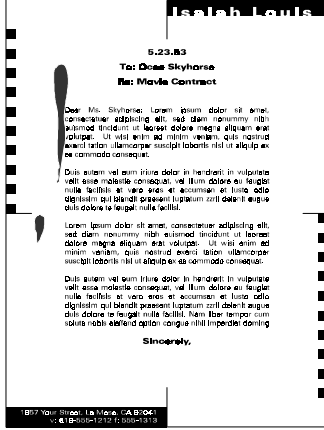 Isaiah Louis
5.23.93
To: Ocea Skyhorse
Re: Movie Contract
Dear Ms. Skyhorse: Lorem ipsum dolor sit amet,
consectetuer adipiscing elit, sed diam nonummy nibh
euismod tincidunt ut laoreet dolore magna aliquam erat
volutpat. Ut wisi enim ad minim veniam, quis nostrud
exerci tation ullamcorper suscipit lobortis nisl ut aliquip ex
ea commodo consequat.
Duis autem vel eum iriure dolor in hendrerit in vulputate
velit esse molestie consequat, vel illum dolore eu feugiat
nulla facilisis at vero eros et accumsan et iusto odio
dignissim qui blandit praesent luptatum zzril delenit augue
duis dolore te feugait nulla facilisi.
Lorem ipsum dolor sit amet, consectetuer adipiscing elit,
sed diam nonummy nibh euismod tincidunt ut laoreet
dolore magna aliquam erat volutpat. Ut wisi enim ad
minim veniam, quis nostrud exerci tation ullamcorper
suscipit lobortis nisl ut aliquip ex ea commodo consequat.
Duis autem vel eum iriure dolor in hendrerit in vulputate
velit esse molestie consequat, vel illum dolore eu feugiat
nulla facilisis at vero eros et accumsan et iusto odio
dignissim qui blandit praesent luptatum zzril delenit augue
duis dolore te feugait nulla facilisi. Nam liber tempor cum
soluta nobis eleifend option congue nihil imperdiet doming
Sincerely,
1957 Your Street, La Mesa, CA 92041
v: 619-555-1212 f: 555-1313